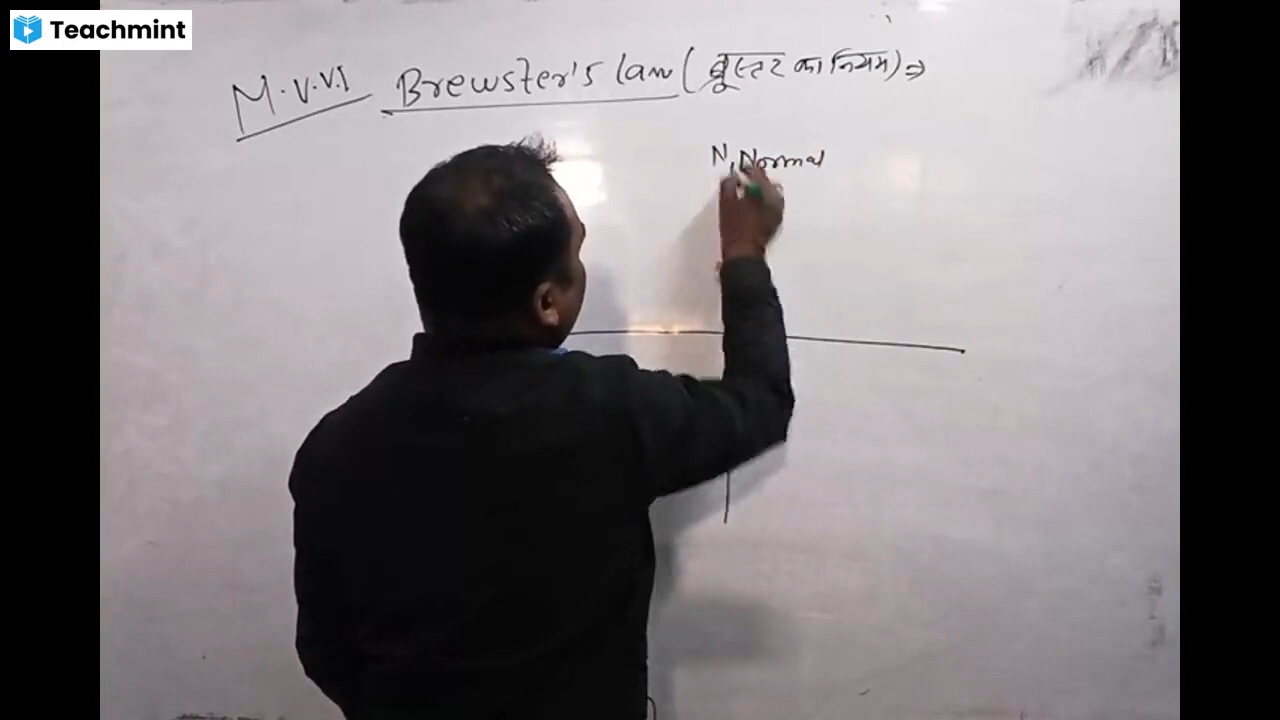 Teachmint
M.V.V.I Brewster's law (ब्रूस्टर का नियम) ⇒
N, Normal